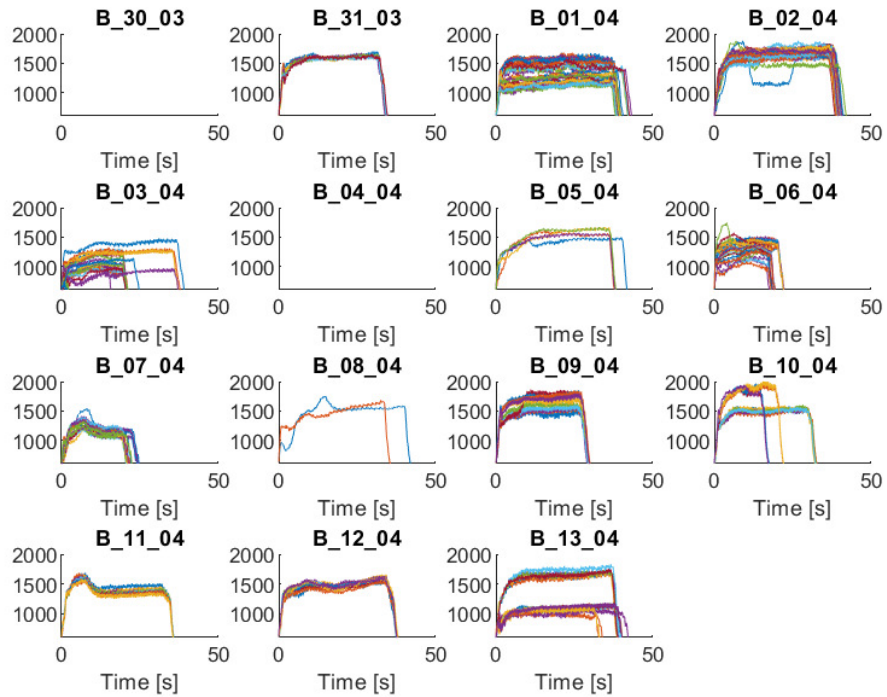 B_30_03 B_31_03 B_01_04 B_02_04
2000 2000 2000 2000
1500 1500 1500 1500
1000 1000 1000 1000
0 50 0 50 0 50 0 50
Time [s] Time [s] Time [s] Time [s]
B_03_04 B_04_04 B_05_04 B_06_04
2000 2000 2000 2000
1500 1500 1500 1500
1000 1000 1000 1000
0 50 0 50 0 50 0 50
Time [s] Time [s] Time [s] Time [s]
B_07_04 B_08_04 B_09_04 B_10_04
2000 2000 2000 2000
1500 1500 1500 1500
1000 1000 1000 1000
0 50 0 50 0 50 0 50
Time [s] Time [s] Time [s] Time [s]
B_11_04 B_12_04 B_13_04
2000 2000 2000
1500 1500 1500
1000 1000 1000
0 50 0 50 0 50
Time [s] Time [s] Time [s]